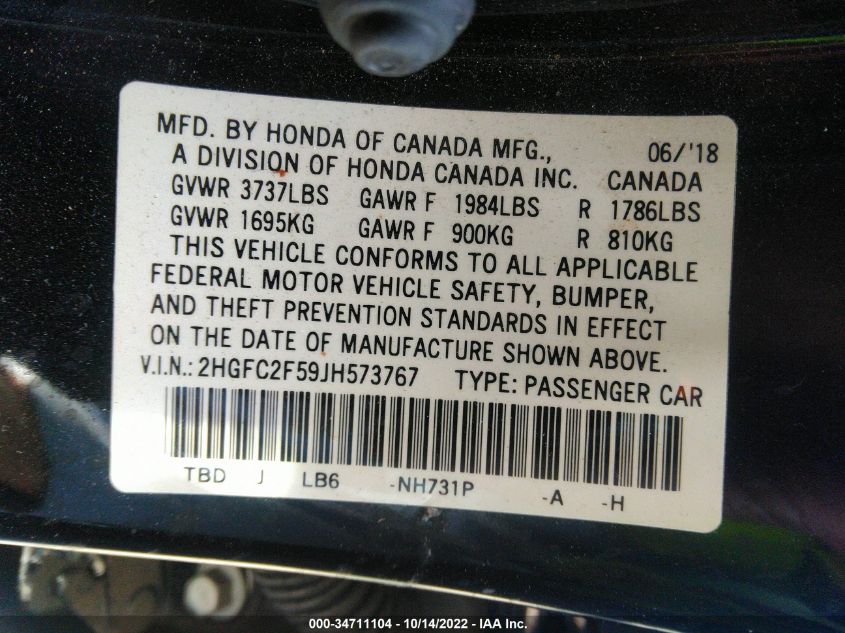 MFD. BY HONDA OF CANADA MFG., 06/'18
A DIVISION OF HONDA CANADA INC. CANADA
GVWR 3737LBS GAWR F 1984LBS R 1786LBS
GVWR 1695KG GAWR F 900KG R 810KG
THIS VEHICLE CONFORMS TO ALL APPLICABLE
FEDERAL MOTOR VEHICLE SAFETY, BUMPER,
AND THEFT PREVENTION STANDARDS IN EFFECT
ON THE DATE OF MANUFACTURE SHOWN ABOVE.
V.I.N.: 2HGFC2F59JH573767 TYPE: PASSENGER CAR
TBD J LB6 -NH731P -A -H
000-34711104 - 10/14/2022 - IAA Inc.